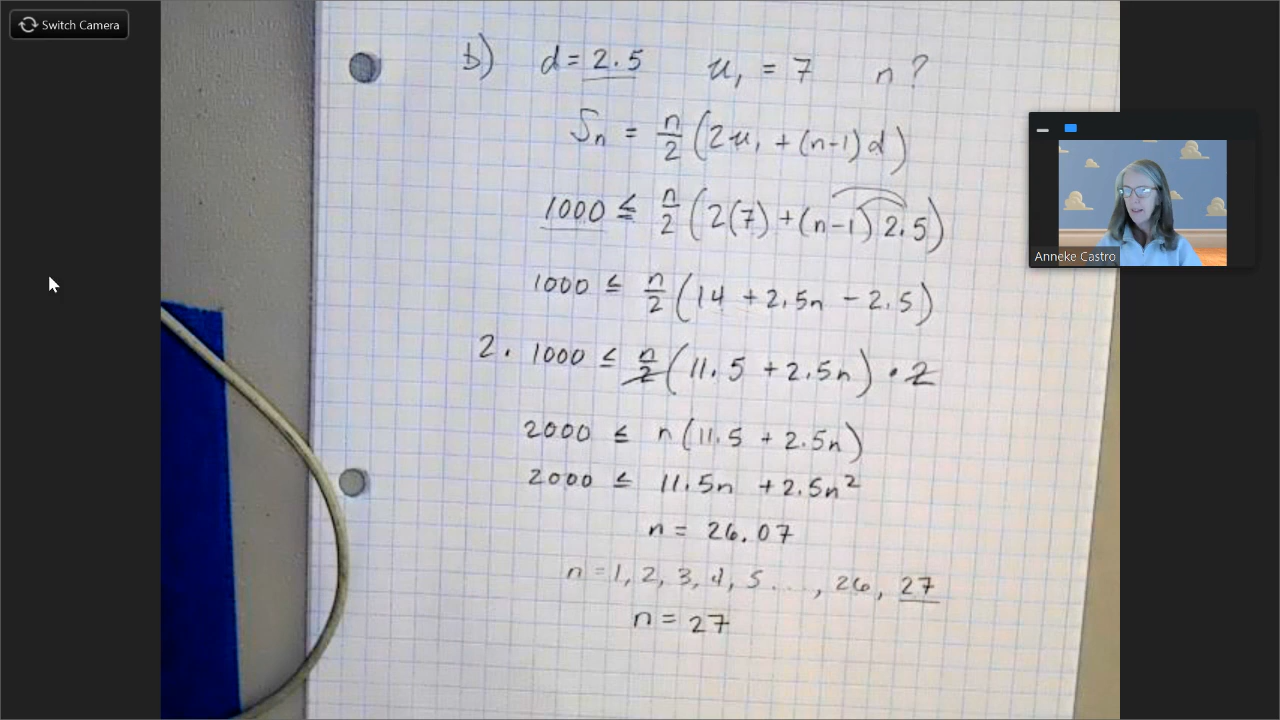 Switch Camera
b) d = 2.5 u₁ = 7 n?
Sn = n/2 (2u₁ + (n-1) d)
1000 ≤ n/2 (2(7) + (n-1) 2.5)
1000 ≤ n/2 (14 + 2.5n - 2.5)
2 · 1000 ≤ n/2 (11.5 + 2.5n) · 2
2000 ≤ n(11.5 + 2.5n)
2000 ≤ 11.5n + 2.5n²
n = 26.07
n = 1, 2, 3, 4, 5 ..., 26, 27
n = 27
Anneke Castro